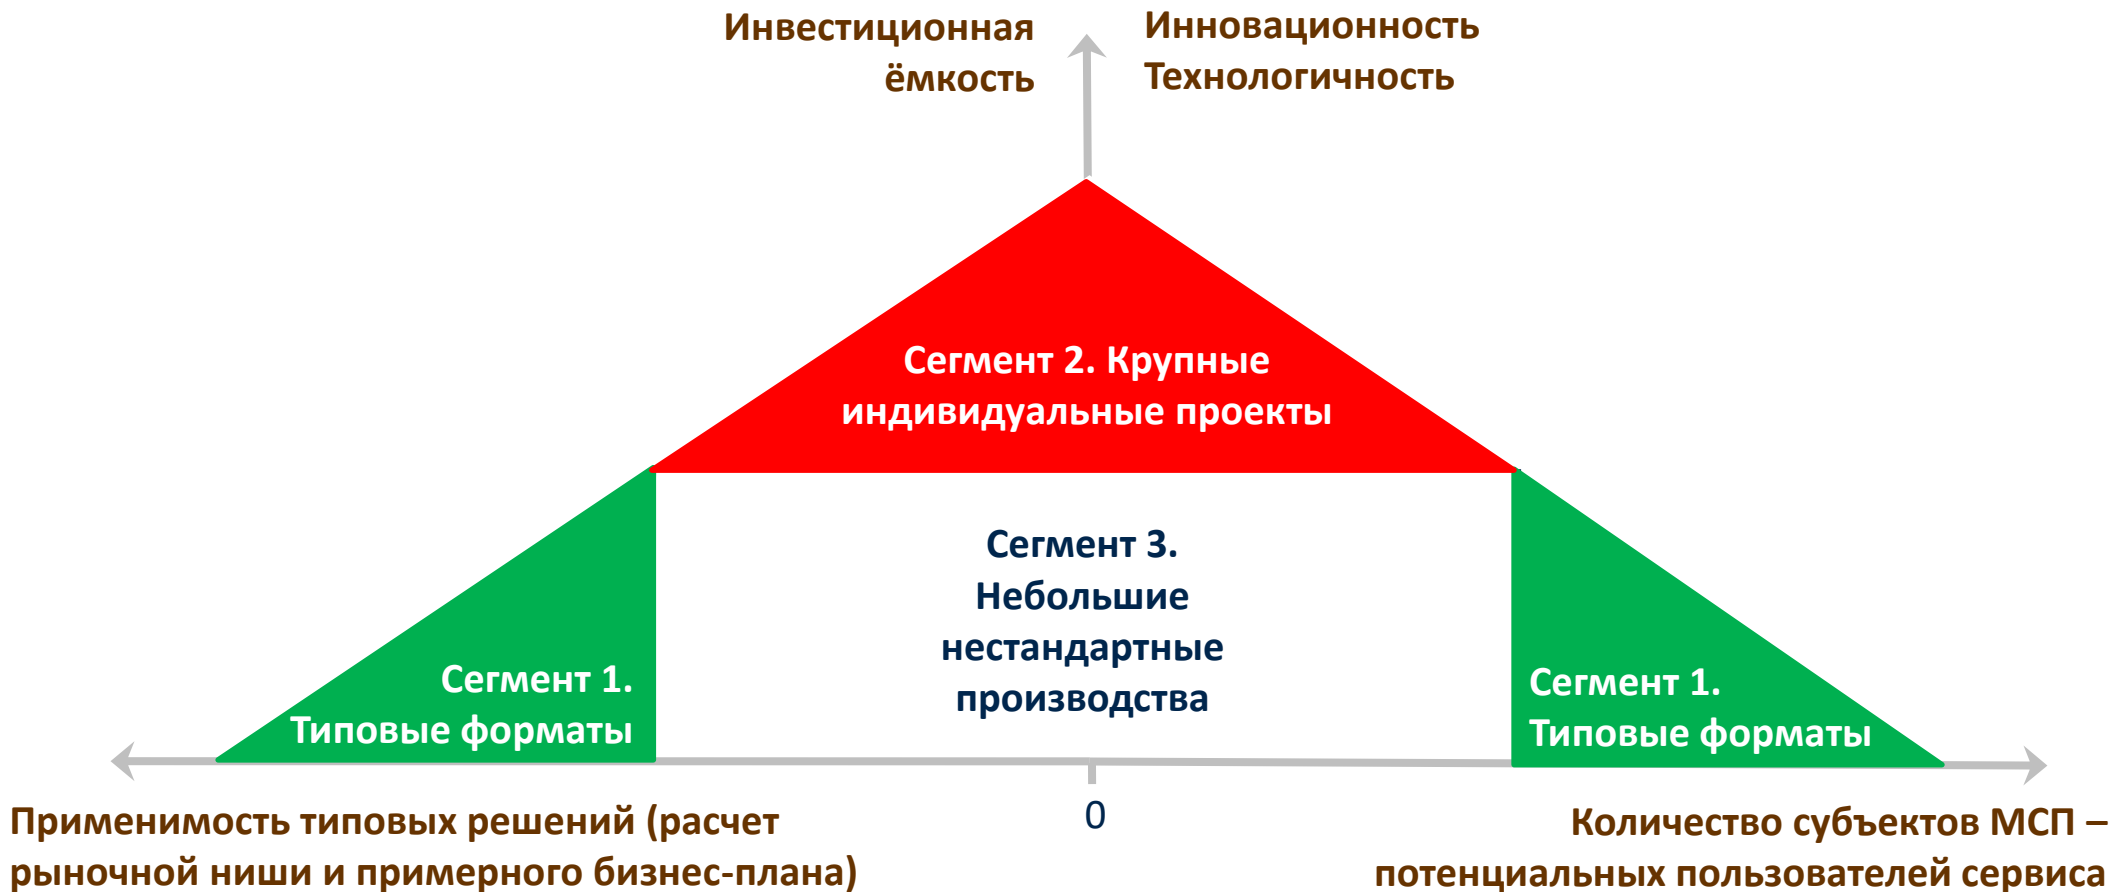 Инвестиционная
ёмкость
Инновационность
Технологичность
Сегмент 2. Крупные
индивидуальные проекты
Сегмент 3.
Небольшие
нестандартные
производства
Сегмент 1.
Типовые форматы
Сегмент 1.
Типовые форматы
0
Применимость типовых решений (расчет
рыночной ниши и примерного бизнес-плана)
Количество субъектов МСП –
потенциальных пользователей сервиса